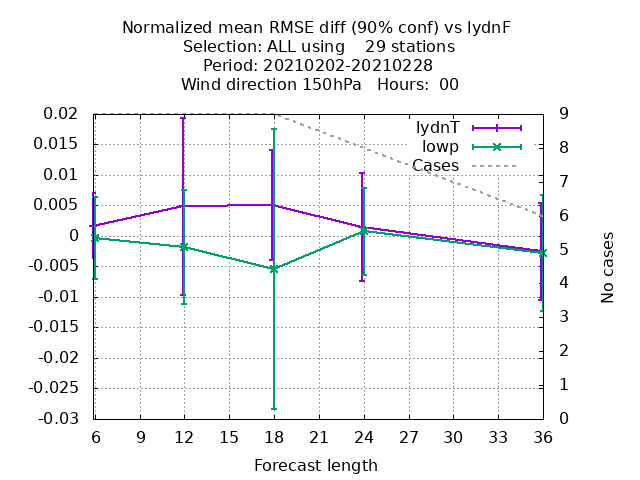 Normalized mean RMSE diff (90% conf) vs lydnF
Selection: ALL using    29 stations
Period: 20210202-20210228
Wind direction 150hPa   Hours:  00
0.02
0.015
0.01
0.005
0
-0.005
-0.01
-0.015
-0.02
-0.025
-0.03
9
8
7
6
5
4
3
2
1
0
lydnT
lowp
Cases
No cases
6 9 12 15 18 21 24 27 30 33 36
Forecast length